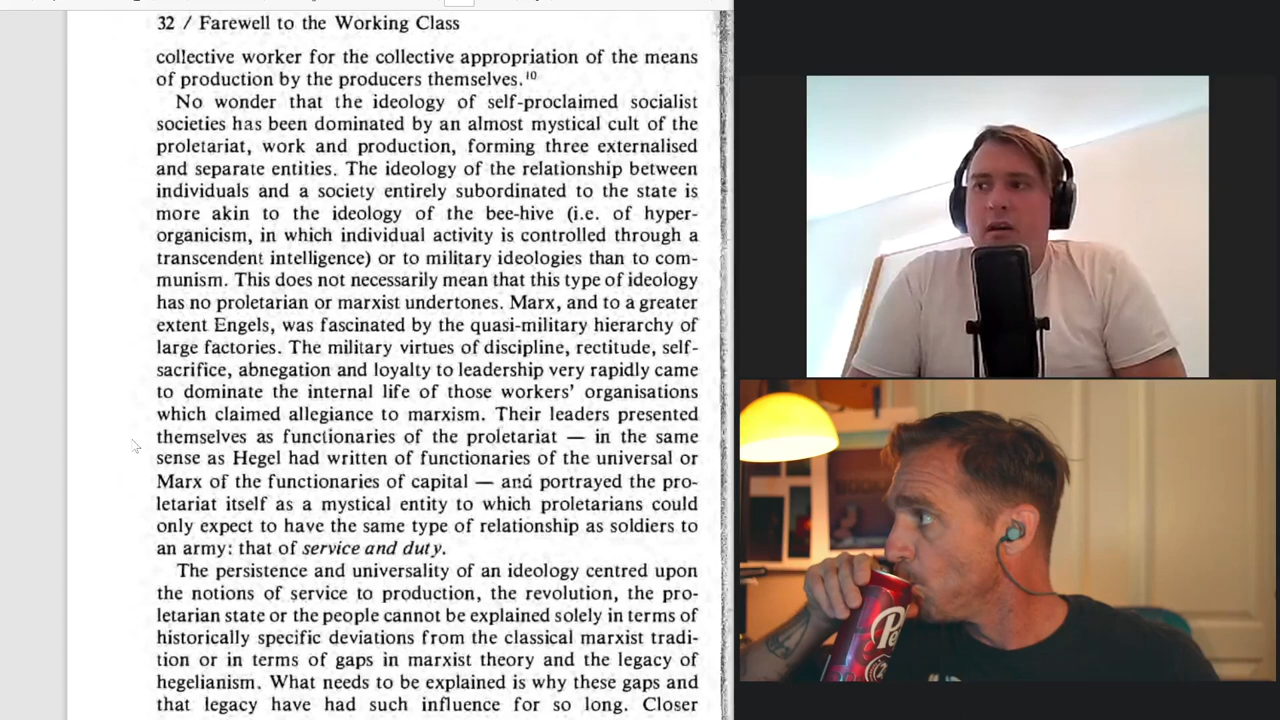 32 / Farewell to the Working Class
collective worker for the collective appropriation of the means
of production by the producers themselves.¹⁰
No wonder that the ideology of self-proclaimed socialist
societies has been dominated by an almost mystical cult of the
proletariat, work and production, forming three externalised
and separate entities. The ideology of the relationship between
individuals and a society entirely subordinated to the state is
more akin to the ideology of the bee-hive (i.e. of hyper-
organicism, in which individual activity is controlled through a
transcendent intelligence) or to military ideologies than to com-
munism. This does not necessarily mean that this type of ideology
has no proletarian or marxist undertones. Marx, and to a greater
extent Engels, was fascinated by the quasi-military hierarchy of
large factories. The military virtues of discipline, rectitude, self-
sacrifice, abnegation and loyalty to leadership very rapidly came
to dominate the internal life of those workers' organisations
which claimed allegiance to marxism. Their leaders presented
themselves as functionaries of the proletariat — in the same
sense as Hegel had written of functionaries of the universal or
Marx of the functionaries of capital — and portrayed the pro-
letariat itself as a mystical entity to which proletarians could
only expect to have the same type of relationship as soldiers to
an army: that of service and duty.
The persistence and universality of an ideology centred upon
the notions of service to production, the revolution, the pro-
letarian state or the people cannot be explained solely in terms of
historically specific deviations from the classical marxist tradi-
tion or in terms of gaps in marxist theory and the legacy of
hegelianism. What needs to be explained is why these gaps and
that legacy have had such influence for so long. Closer